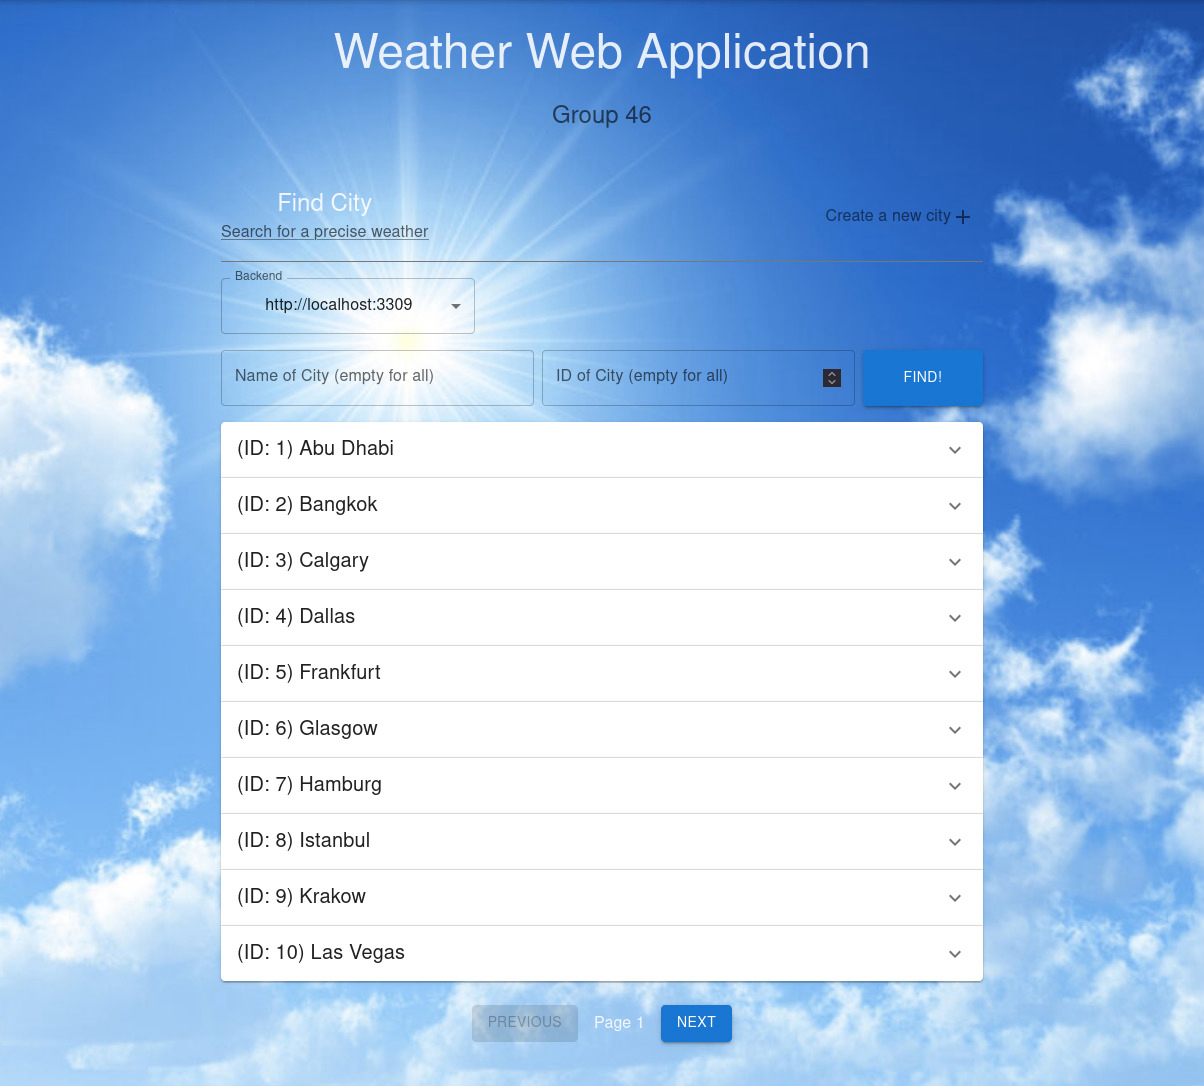 Weather Web Application
Group 46
Find City
Search for a precise weather
Create a new city
Backend
http://localhost:3309
Name of City (empty for all)
ID of City (empty for all)
FIND!
(ID: 1) Abu Dhabi
(ID: 2) Bangkok
(ID: 3) Calgary
(ID: 4) Dallas
(ID: 5) Frankfurt
(ID: 6) Glasgow
(ID: 7) Hamburg
(ID: 8) Istanbul
(ID: 9) Krakow
(ID: 10) Las Vegas
PREVIOUS
Page 1
NEXT